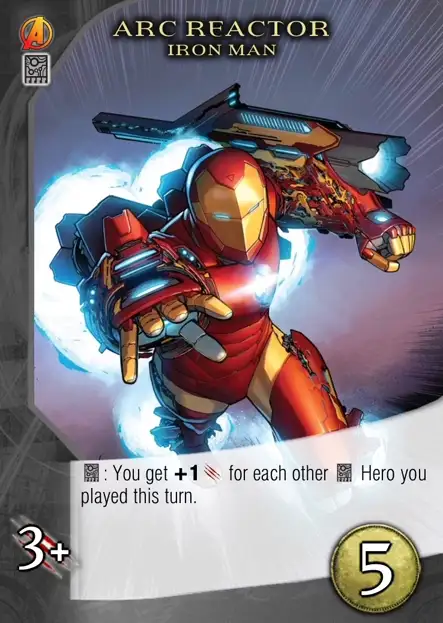 ARC REACTOR
IRON MAN
: You get +1 for each other Hero you
played this turn.
3+
5